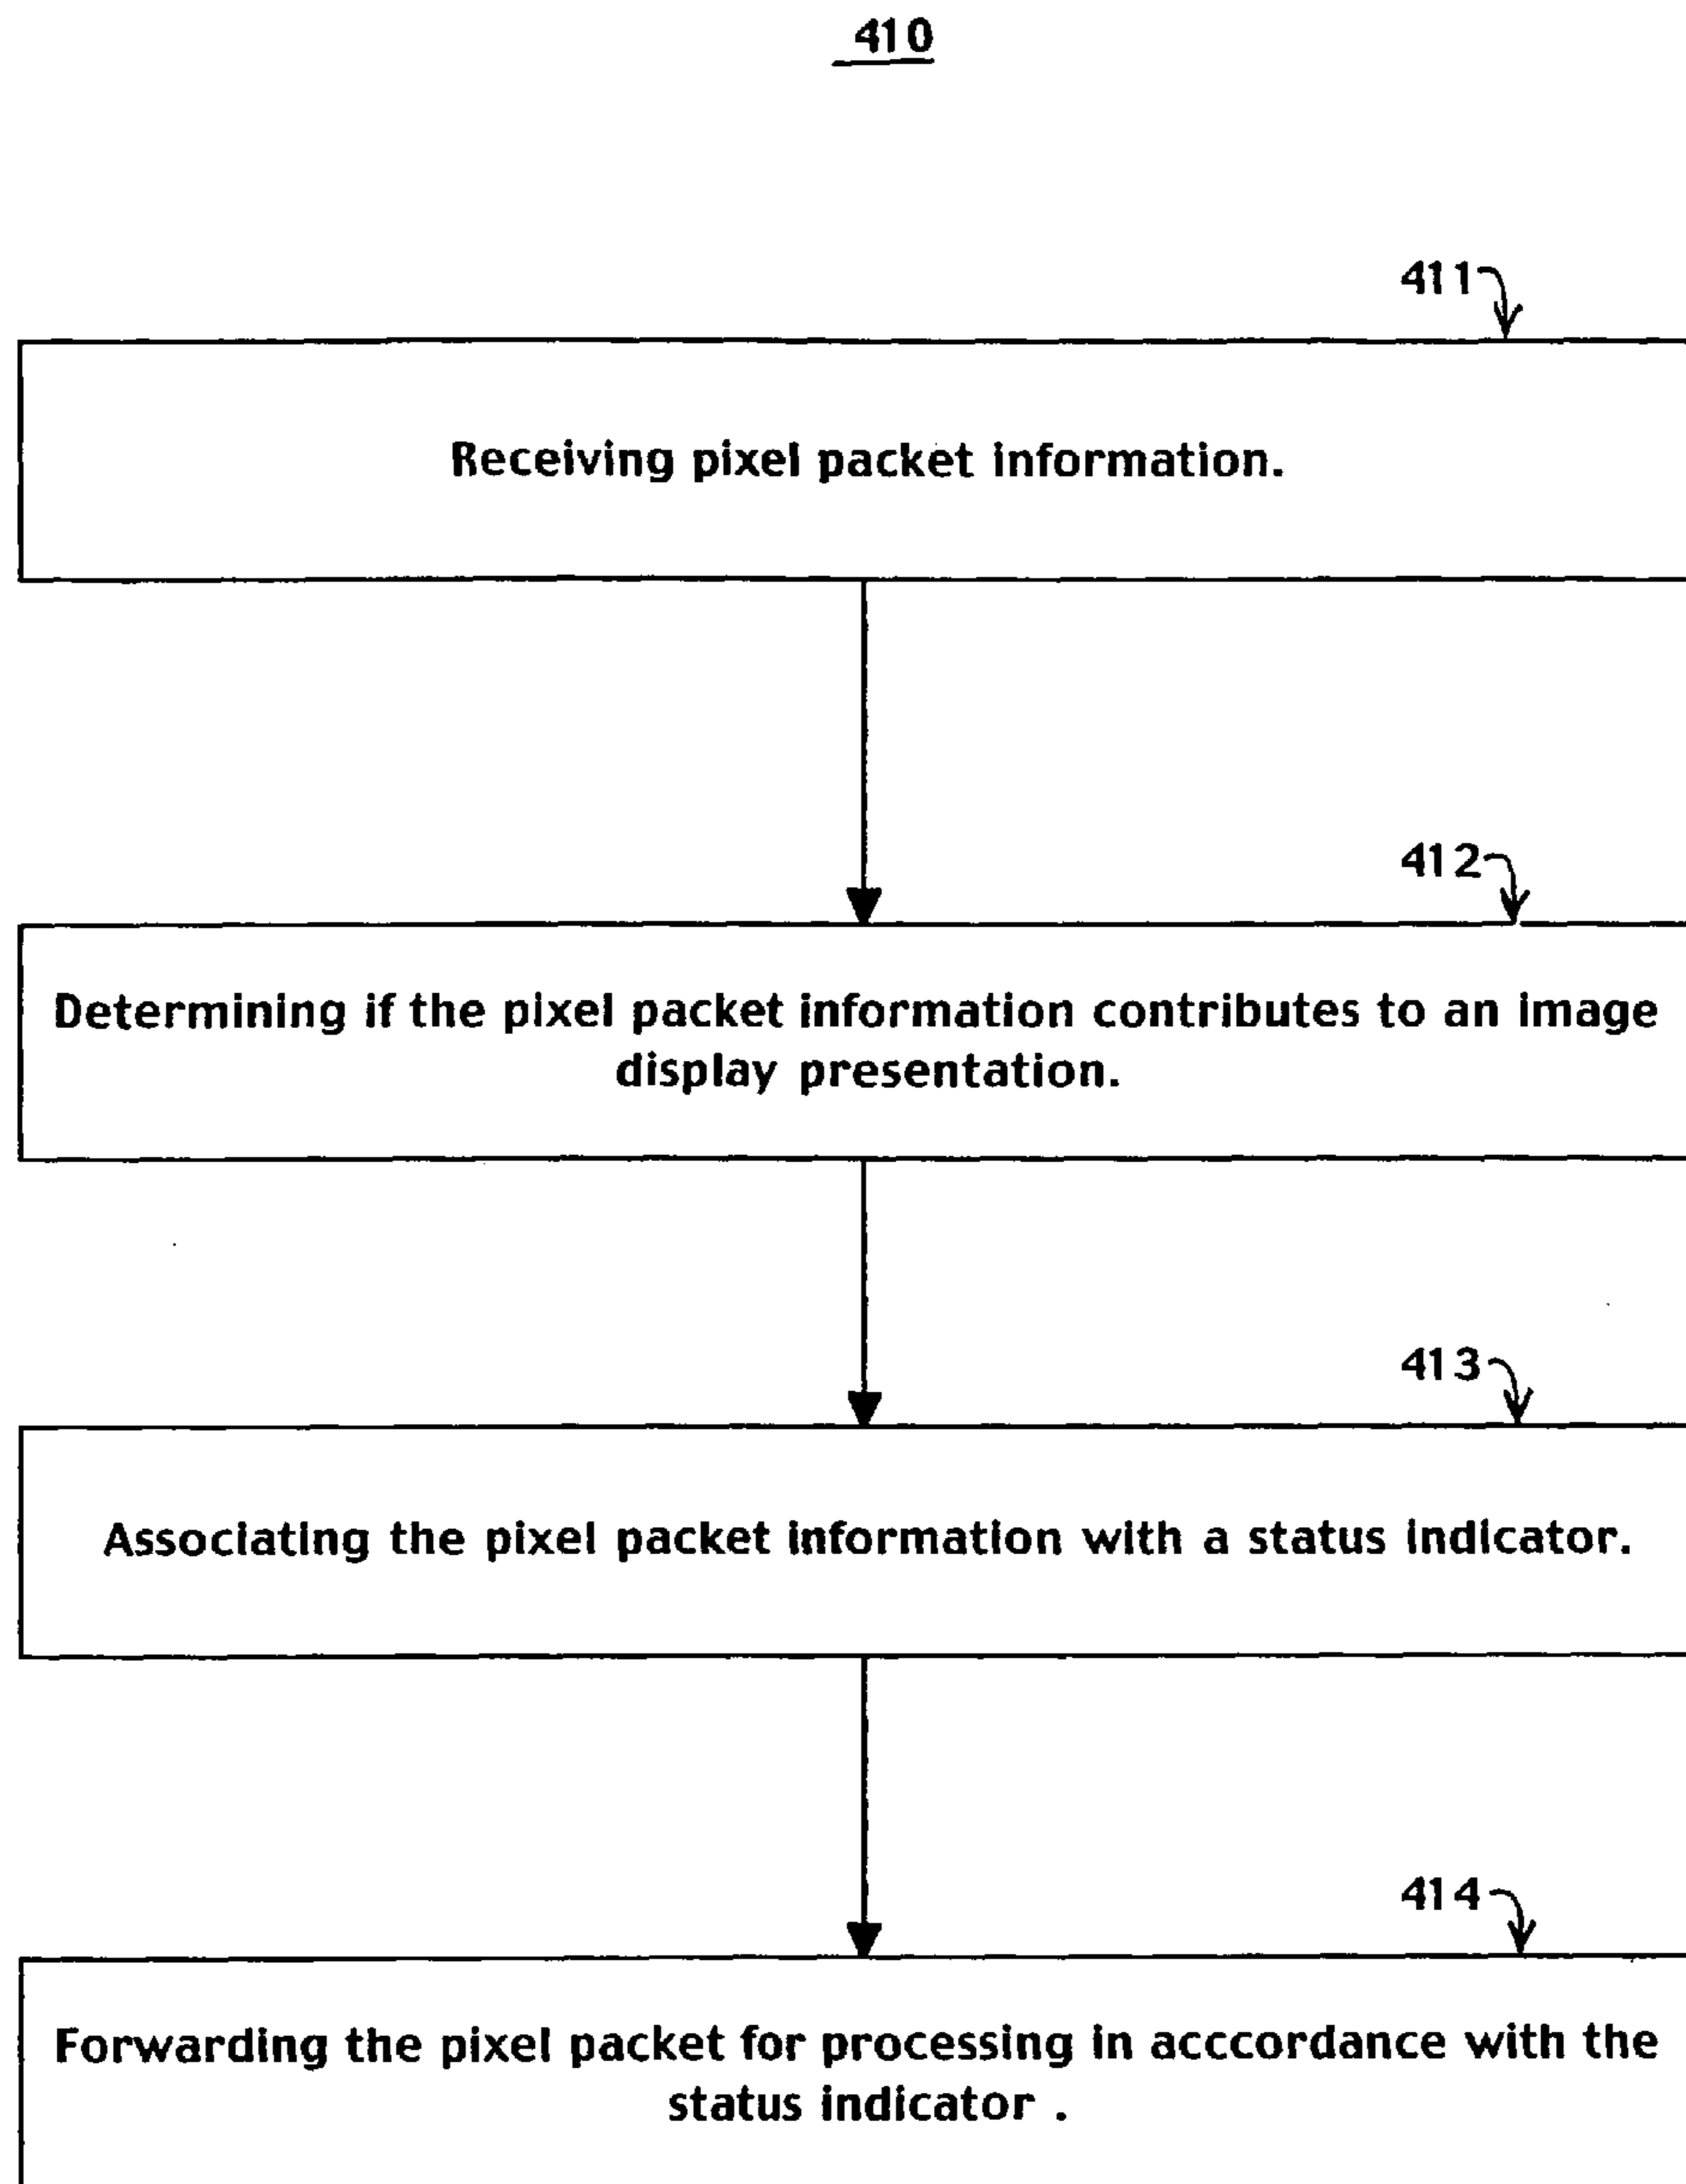 410
411
Receiving pixel packet information.
412
Determining if the pixel packet information contributes to an image
display presentation.
413
Associating the pixel packet information with a status indicator.
414
Forwarding the pixel packet for processing in acccordance with the
status indicator .